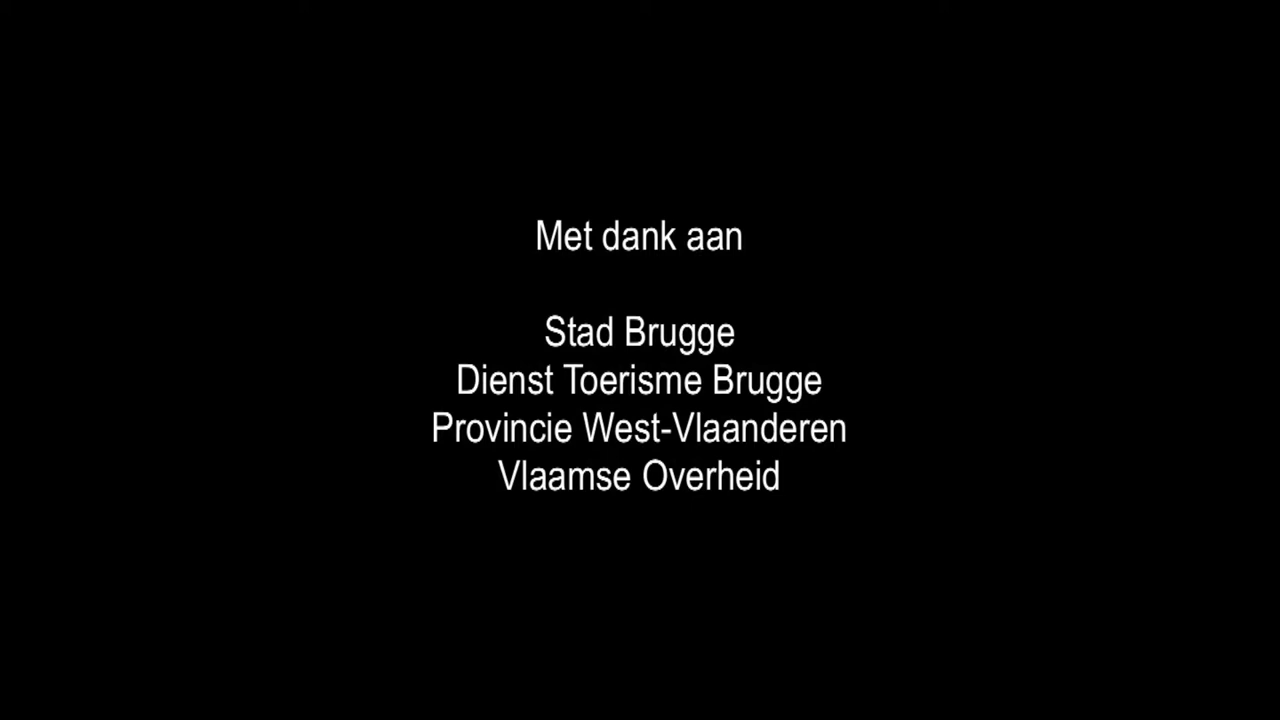 Met dank aan
Stad Brugge
Dienst Toerisme Brugge
Provincie West-Vlaanderen
Vlaamse Overheid